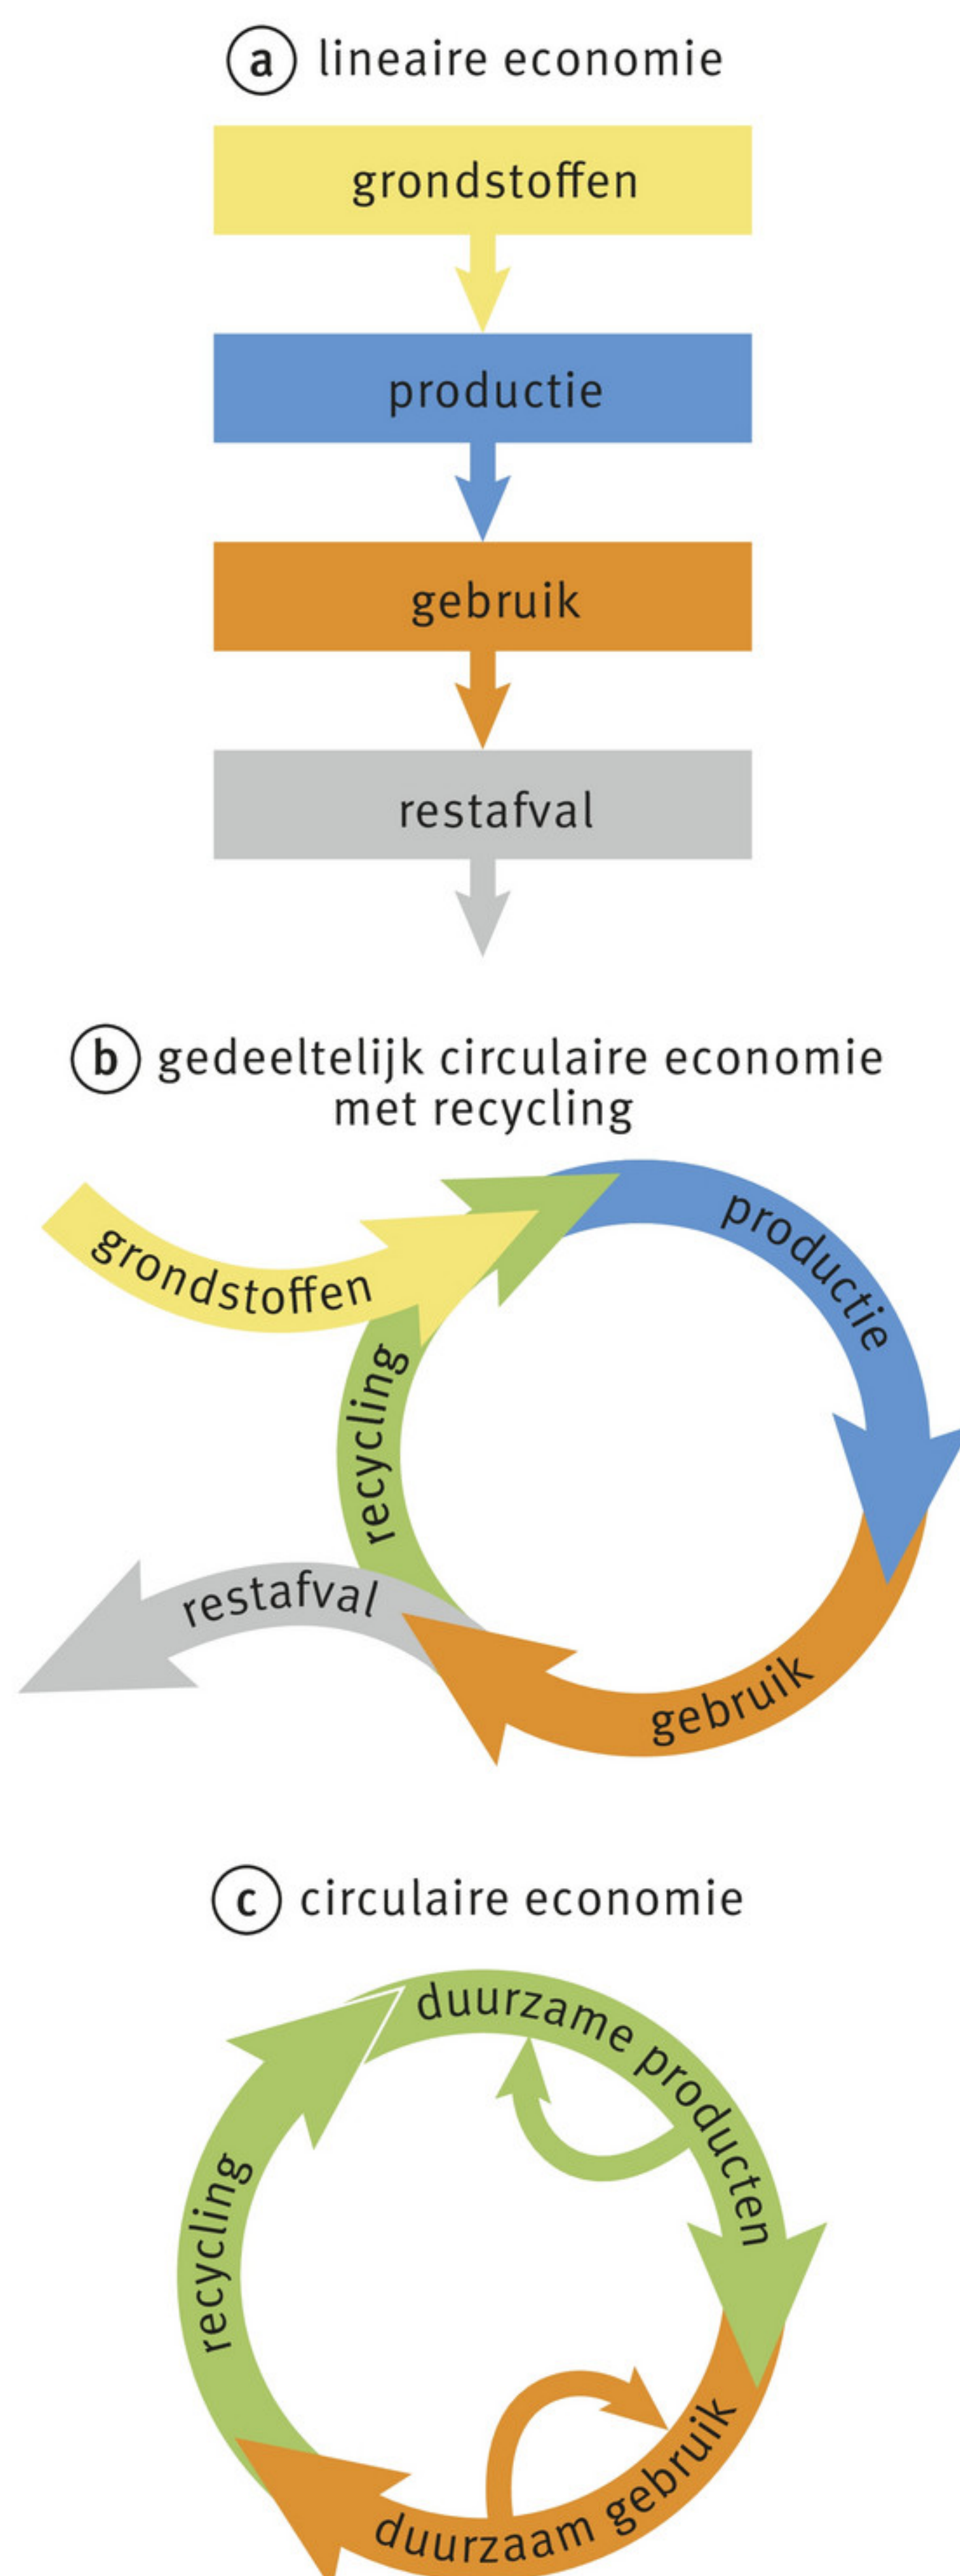 a lineaire economie
grondstoffen
productie
gebruik
restafval
b gedeeltelijk circulaire economie
met recycling
grondstoffen
productie
recycling
restafval
gebruik
c circulaire economie
duurzame producten
recycling
duurzaam gebruik